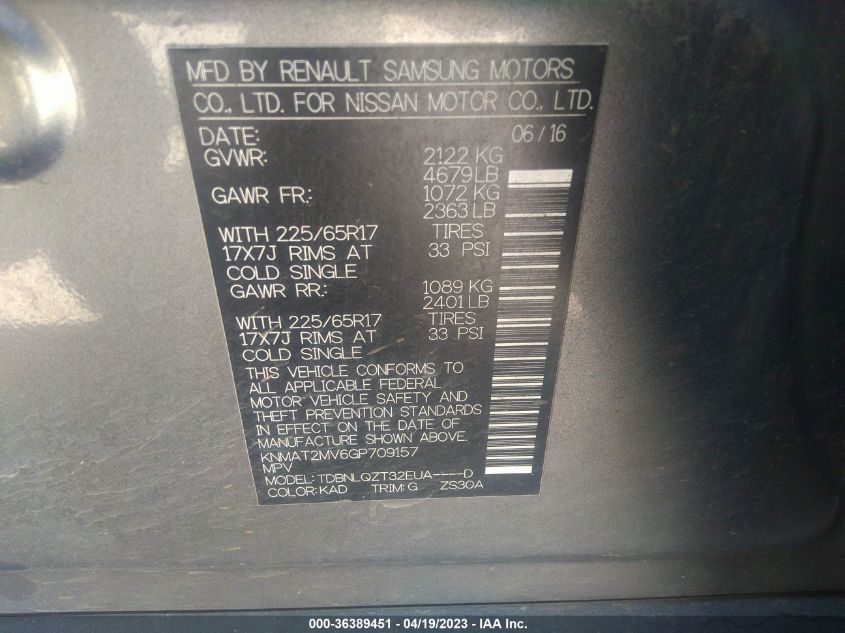 MFD BY RENAULT SAMSUNG MOTORS
CO., LTD. FOR NISSAN MOTOR CO., LTD.
DATE: 06/16
GVWR: 2122 KG
4679 LB
GAWR FR.: 1072 KG
2363 LB
WITH 225/65R17 TIRES
17X7J RIMS AT 33 PSI
COLD SINGLE
GAWR RR.: 1089 KG
2401 LB
WITH 225/65R17 TIRES
17X7J RIMS AT 33 PSI
COLD SINGLE
THIS VEHICLE CONFORMS TO
ALL APPLICABLE FEDERAL
MOTOR VEHICLE SAFETY AND
THEFT PREVENTION STANDARDS
IN EFFECT ON THE DATE OF
MANUFACTURE SHOWN ABOVE.
KNMAT2MV6GP709157
MPV
MODEL: TDBNLQZT32EUA----D
COLOR: KAD TRIM: G ZS30A
000-36389451 - 04/19/2023 - IAA Inc.